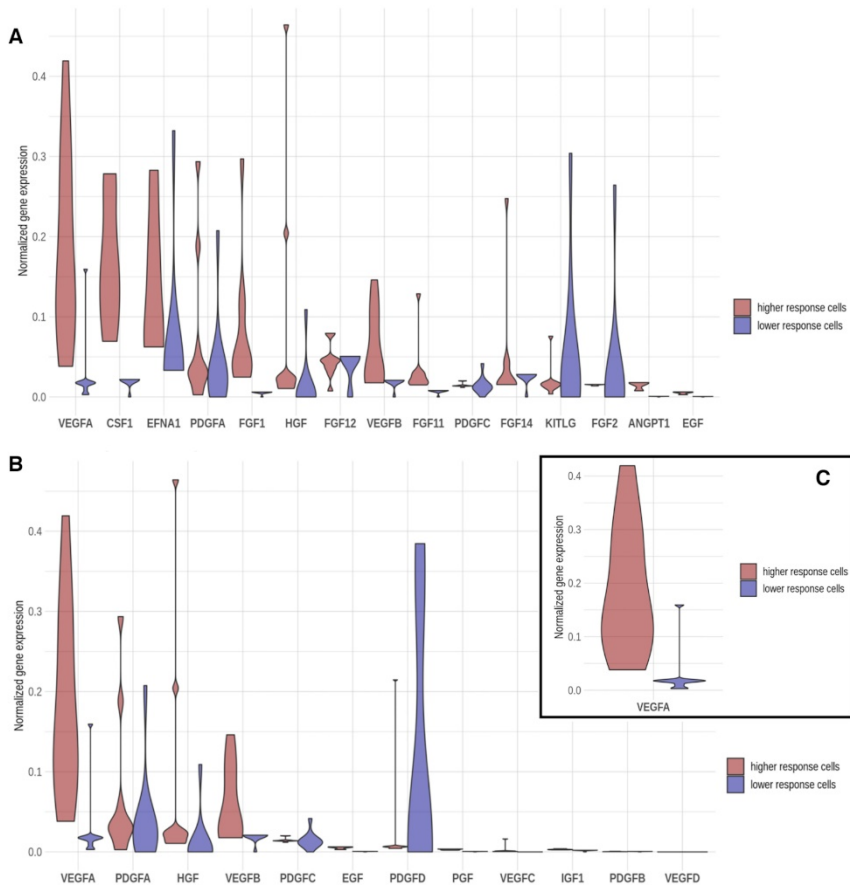 A
Normalized gene expression
0.4
0.3
0.2
0.1
0.0
VEGFA CSF1 EFNA1 PDGFA FGF1 HGF FGF12 VEGFB FGF11 PDGFC FGF14 KITLG FGF2 ANGPT1 EGF
higher response cells
lower response cells
B
Normalized gene expression
0.4
0.3
0.2
0.1
0.0
VEGFA PDGFA HGF VEGFB PDGFC EGF PDGFD PGF VEGFC IGF1 PDGFB VEGFD
higher response cells
lower response cells
C
Normalized gene expression
0.4
0.3
0.2
0.1
0.0
VEGFA
higher response cells
lower response cells